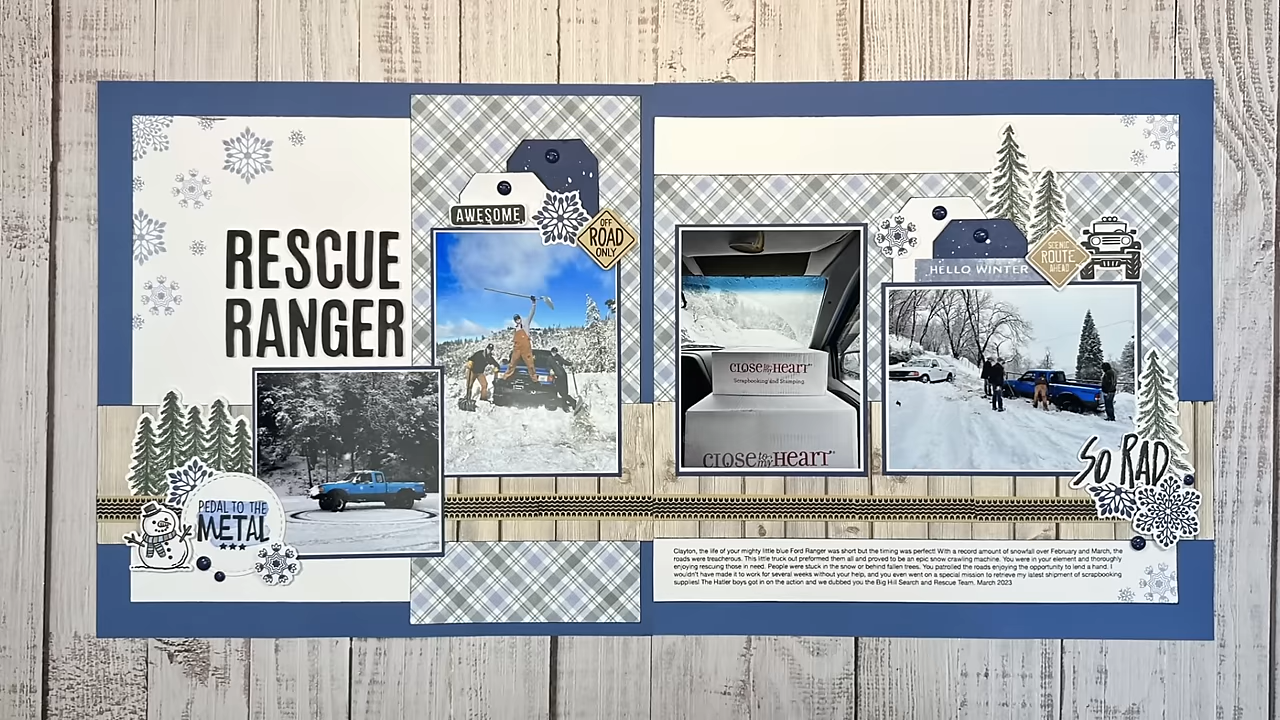 RESCUE
RANGER
AWESOME
OFF
ROAD
ONLY
PEDAL TO THE
METAL
CLOSE to my HEART
Scrapbooking and Stamping
CLOSE to my HEART
HELLO WINTER
SCENIC
ROUTE
AHEAD
SO RAD
Clayton, the life of your mighty little blue Ford Ranger was short but the timing was perfect! With a record amount of snowfall over February and March, the
roads were treacherous. This little truck out preformed them all and proved to be an epic snow crawling machine. You were in your element and thoroughly
enjoying rescuing those in need. People were stuck in the snow or behind fallen trees. You patrolled the roads enjoying the opportunity to lend a hand. I
wouldn't have made it to work for several weeks without your help, and you even went on a special mission to retrieve my latest shipment of scrapbooking
supplies! The Hatler boys got in on the action and we dubbed you the Big Hill Search and Rescue Team. March 2023